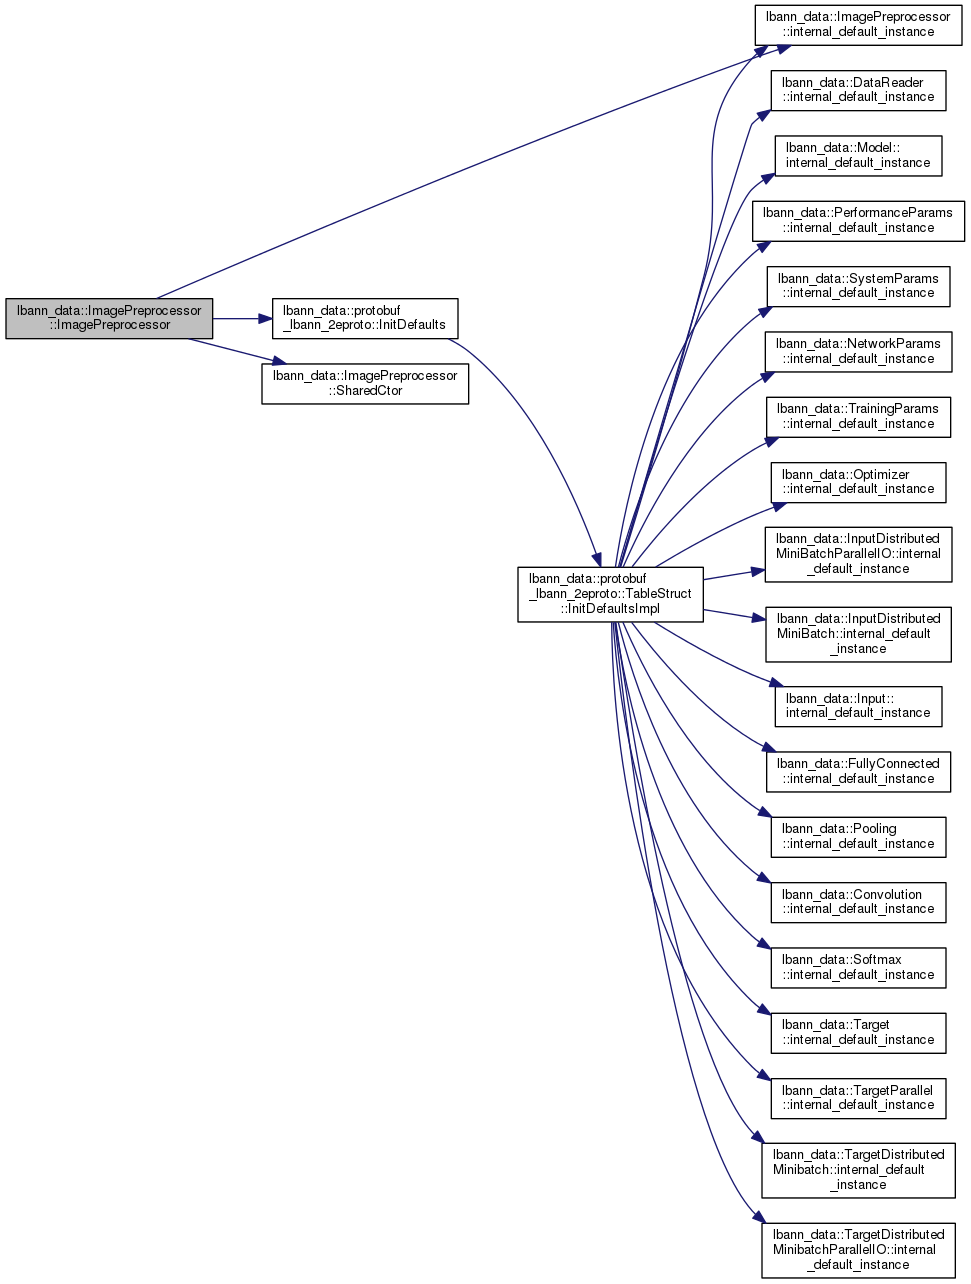 lbann_data::ImagePreprocessor
::internal_default_instance
lbann_data::DataReader
::internal_default_instance
lbann_data::Model::
internal_default_instance
lbann_data::PerformanceParams
::internal_default_instance
lbann_data::SystemParams
::internal_default_instance
lbann_data::ImagePreprocessor
::ImagePreprocessor
lbann_data::protobuf
_lbann_2eproto::InitDefaults
lbann_data::NetworkParams
::internal_default_instance
lbann_data::ImagePreprocessor
::SharedCtor
lbann_data::TrainingParams
::internal_default_instance
lbann_data::Optimizer
::internal_default_instance
lbann_data::InputDistributed
MiniBatchParallelIO::internal
_default_instance
lbann_data::protobuf
_lbann_2eproto::TableStruct
::InitDefaultsImpl
lbann_data::InputDistributed
MiniBatch::internal_default
_instance
lbann_data::Input::
internal_default_instance
lbann_data::FullyConnected
::internal_default_instance
lbann_data::Pooling
::internal_default_instance
lbann_data::Convolution
::internal_default_instance
lbann_data::Softmax
::internal_default_instance
lbann_data::Target
::internal_default_instance
lbann_data::TargetParallel
::internal_default_instance
lbann_data::TargetDistributed
Minibatch::internal_default
_instance
lbann_data::TargetDistributed
MinibatchParallelIO::internal
_default_instance